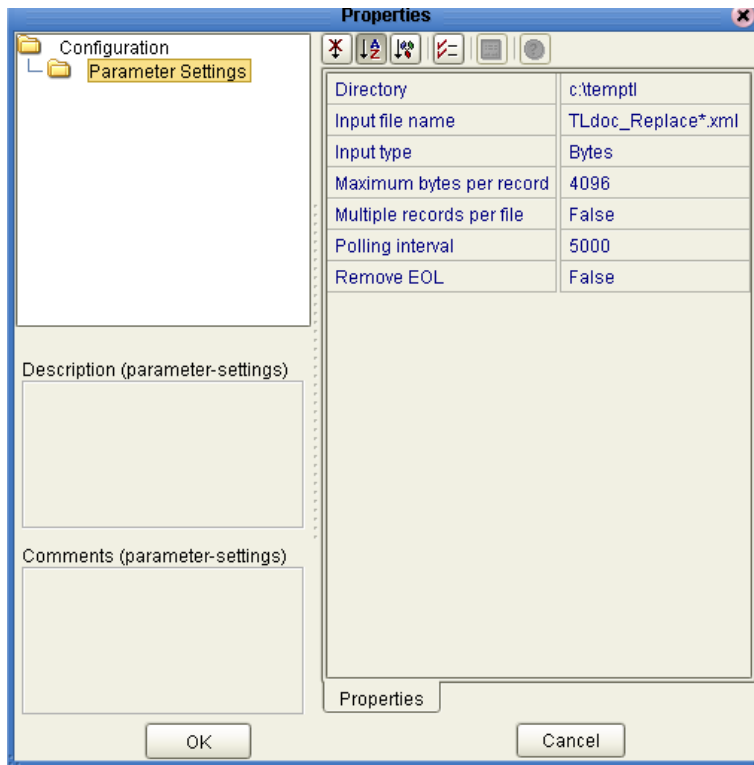 Properties
Configuration
Parameter Settings
Directory c:\temptl
Input file name TLdoc_Replace*.xml
Input type Bytes
Maximum bytes per record 4096
Multiple records per file False
Polling interval 5000
Remove EOL False
Description (parameter-settings)
Comments (parameter-settings)
Properties
OK Cancel